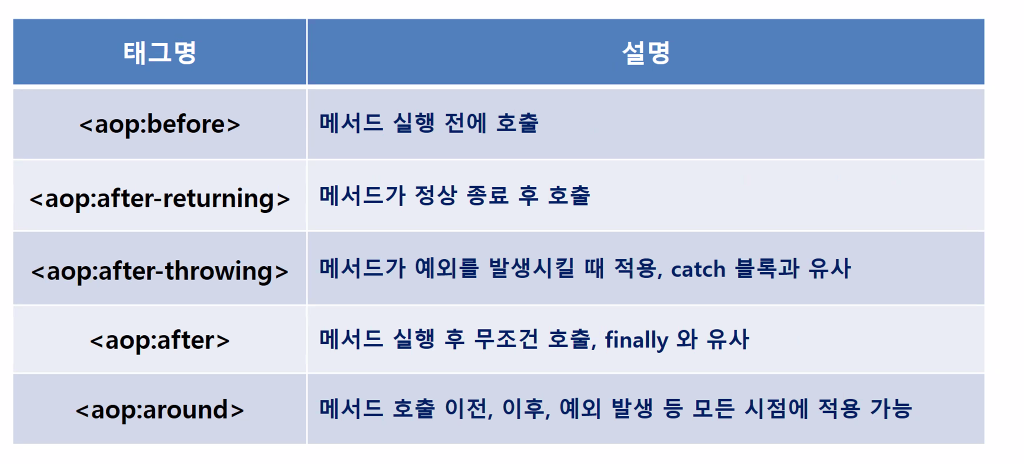 태그명 설명
<aop:before> 메서드 실행 전에 호출
<aop:after-returning> 메서드가 정상 종료 후 호출
<aop:after-throwing> 메서드가 예외를 발생시킬 때 적용, catch 블록과 유사
<aop:after> 메서드 실행 후 무조건 호출, finally 와 유사
<aop:around> 메서드 호출 이전, 이후, 예외 발생 등 모든 시점에 적용 가능